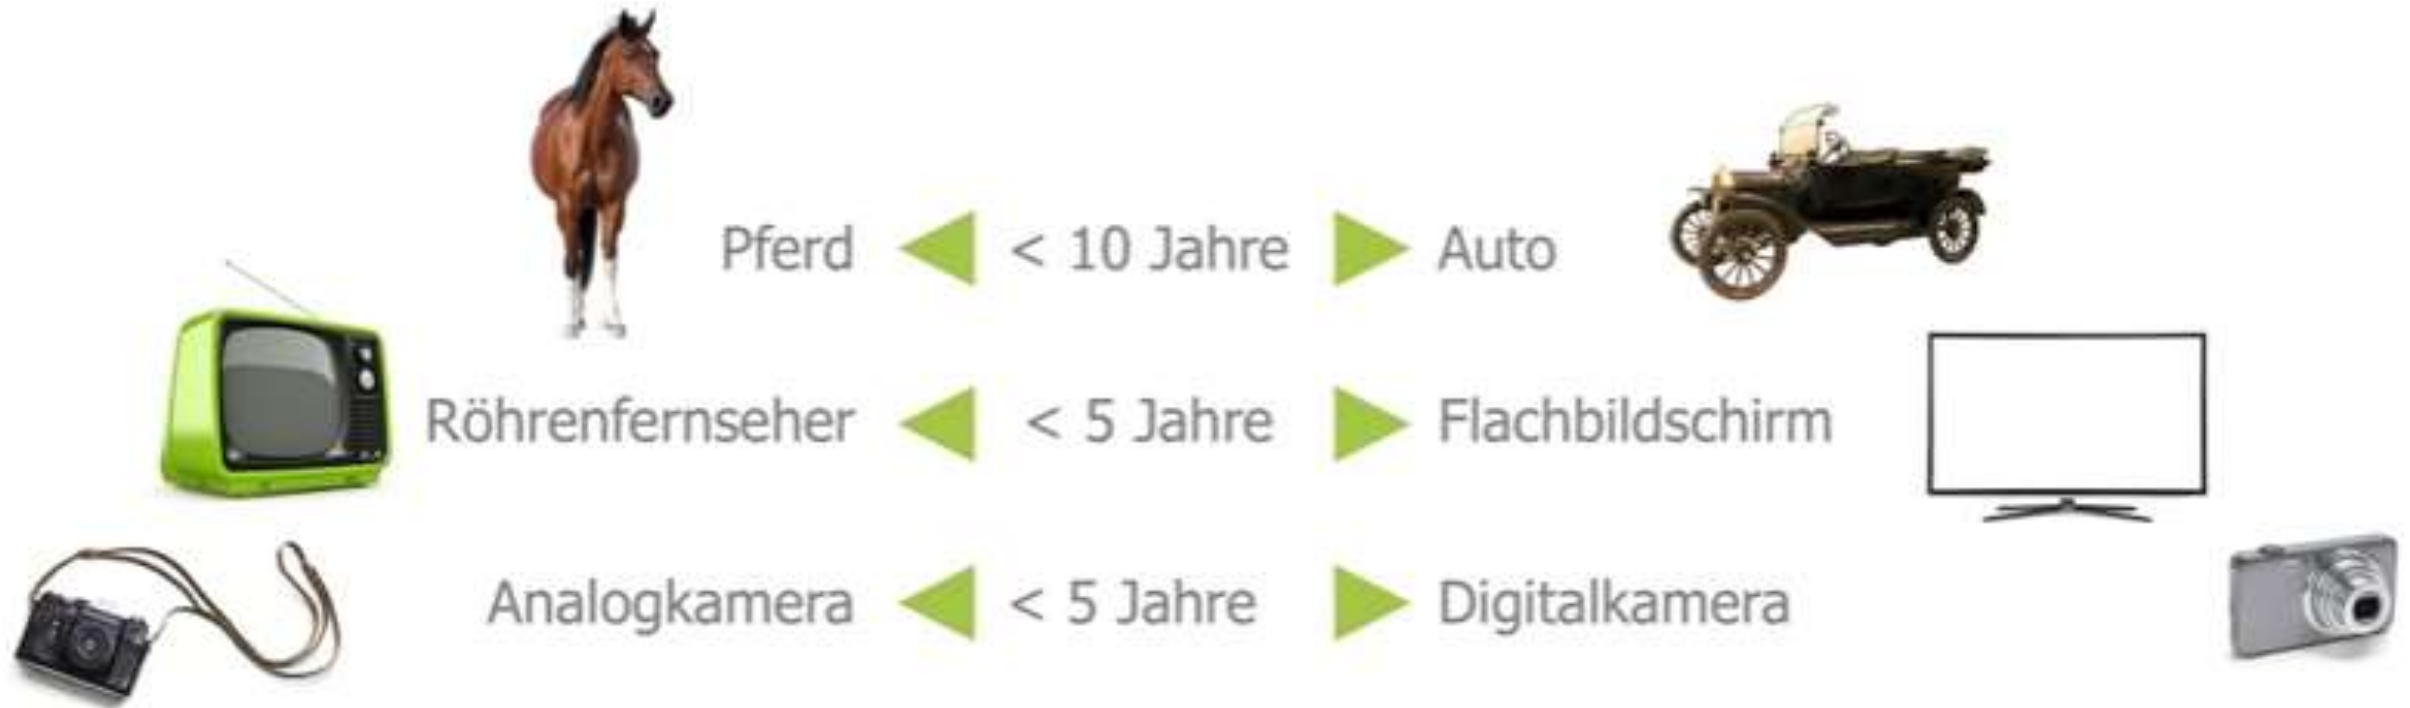 Pferd < 10 Jahre Auto
Röhrenfernseher < 5 Jahre Flachbildschirm
Analogkamera < 5 Jahre Digitalkamera